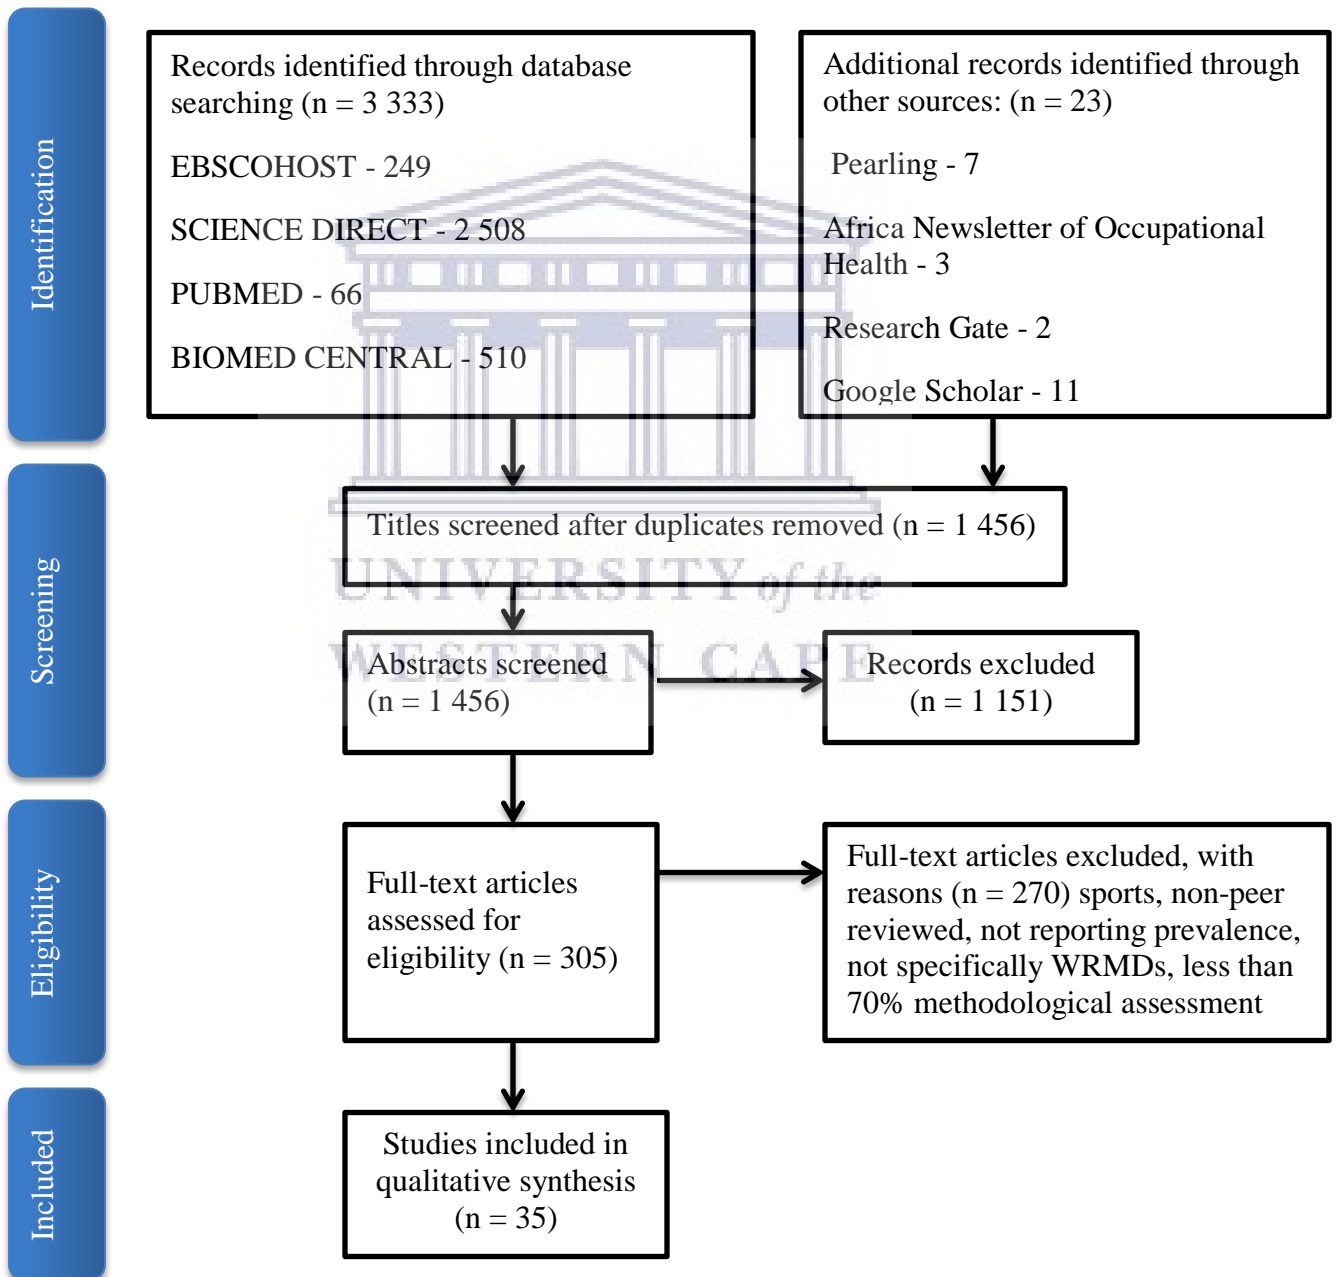 Identification
Records identified through database
searching (n = 3 333)
EBSCOHOST - 249
SCIENCE DIRECT - 2 508
PUBMED - 66
BIOMED CENTRAL - 510
Additional records identified through
other sources: (n = 23)
Pearling - 7
Africa Newsletter of Occupational
Health - 3
Research Gate - 2
Google Scholar - 11
Screening
Titles screened after duplicates removed (n = 1 456)
UNIVERSITY of the
WESTERN CAPE
Abstracts screened
(n = 1 456)
Records excluded
(n = 1 151)
Eligibility
Full-text articles
assessed for
eligibility (n = 305)
Full-text articles excluded, with
reasons (n = 270) sports, non-peer
reviewed, not reporting prevalence,
not specifically WRMDs, less than
70% methodological assessment
Included
Studies included in
qualitative synthesis
(n = 35)